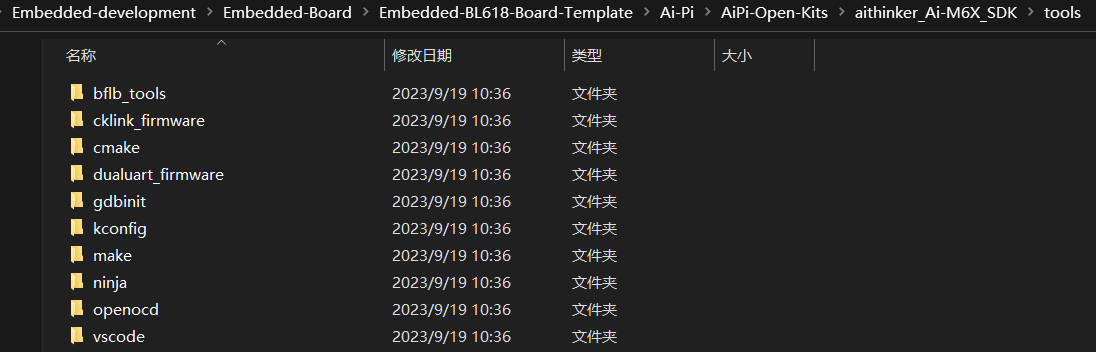 Embedded-development > Embedded-Board > Embedded-BL618-Board-Template > Ai-Pi > AiPi-Open-Kits > aithinker_Ai-M6X_SDK > tools
名称 修改日期 类型 大小
bflb_tools 2023/9/19 10:36 文件夹
cklink_firmware 2023/9/19 10:36 文件夹
cmake 2023/9/19 10:36 文件夹
dualuart_firmware 2023/9/19 10:36 文件夹
gdbinit 2023/9/19 10:36 文件夹
kconfig 2023/9/19 10:36 文件夹
make 2023/9/19 10:36 文件夹
ninja 2023/9/19 10:36 文件夹
openocd 2023/9/19 10:36 文件夹
vscode 2023/9/19 10:36 文件夹